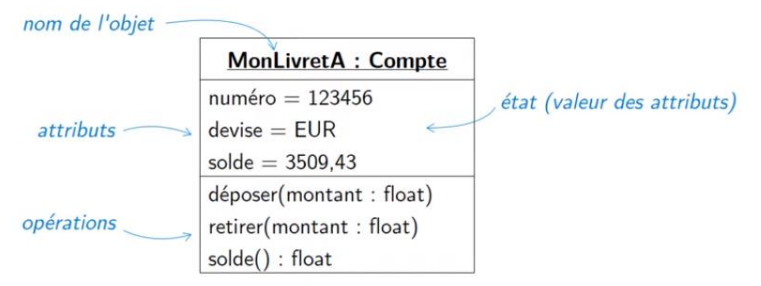 nom de l'objet
MonLivretA : Compte
numéro = 123456
devise = EUR
solde = 3509,43
état (valeur des attributs)
attributs
déposer(montant : float)
retirer(montant : float)
solde() : float
opérations